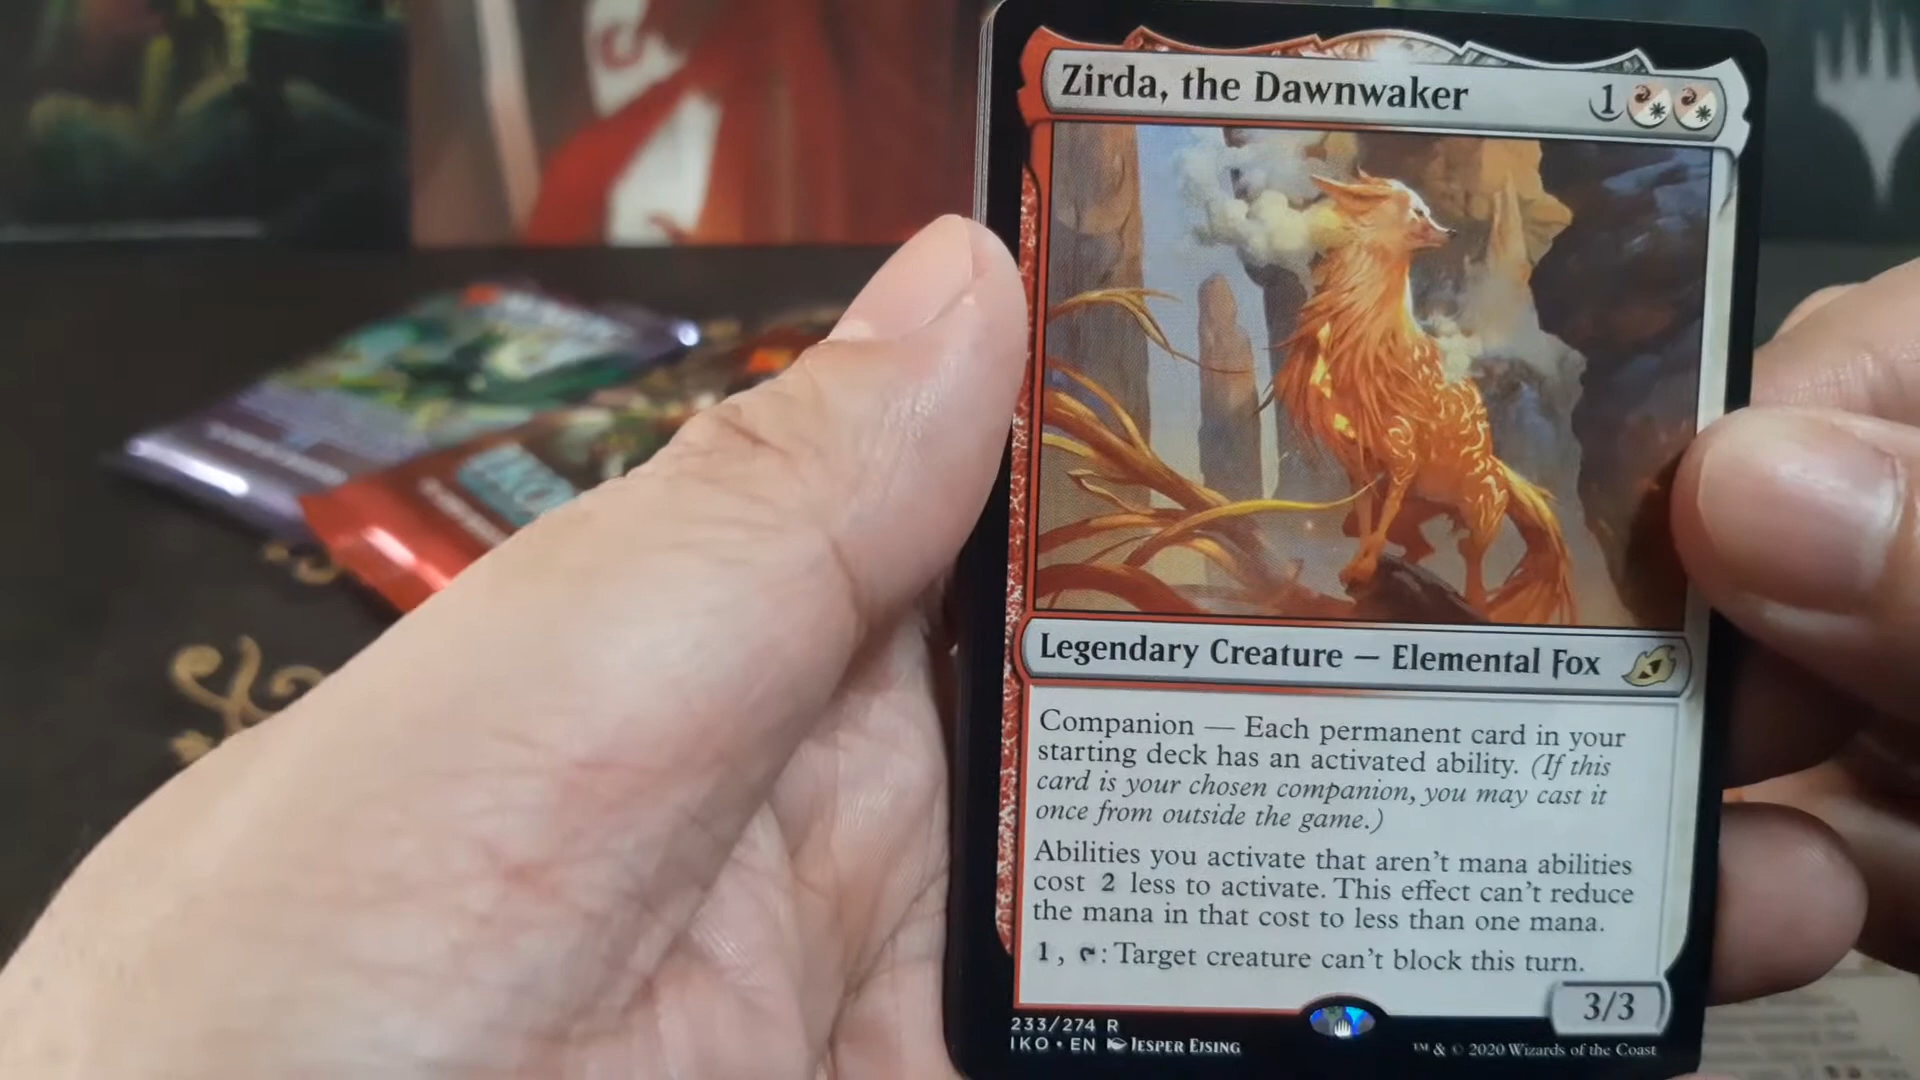 Zirda, the Dawnwaker 1
Legendary Creature — Elemental Fox
Companion — Each permanent card in your
starting deck has an activated ability. (If this
card is your chosen companion, you may cast it
once from outside the game.)
Abilities you activate that aren't mana abilities
cost 2 less to activate. This effect can't reduce
the mana in that cost to less than one mana.
1, : Target creature can't block this turn.
3/3
233/274 R
IKO • EN Jesper Ejsing
™ & © 2020 Wizards of the Coast